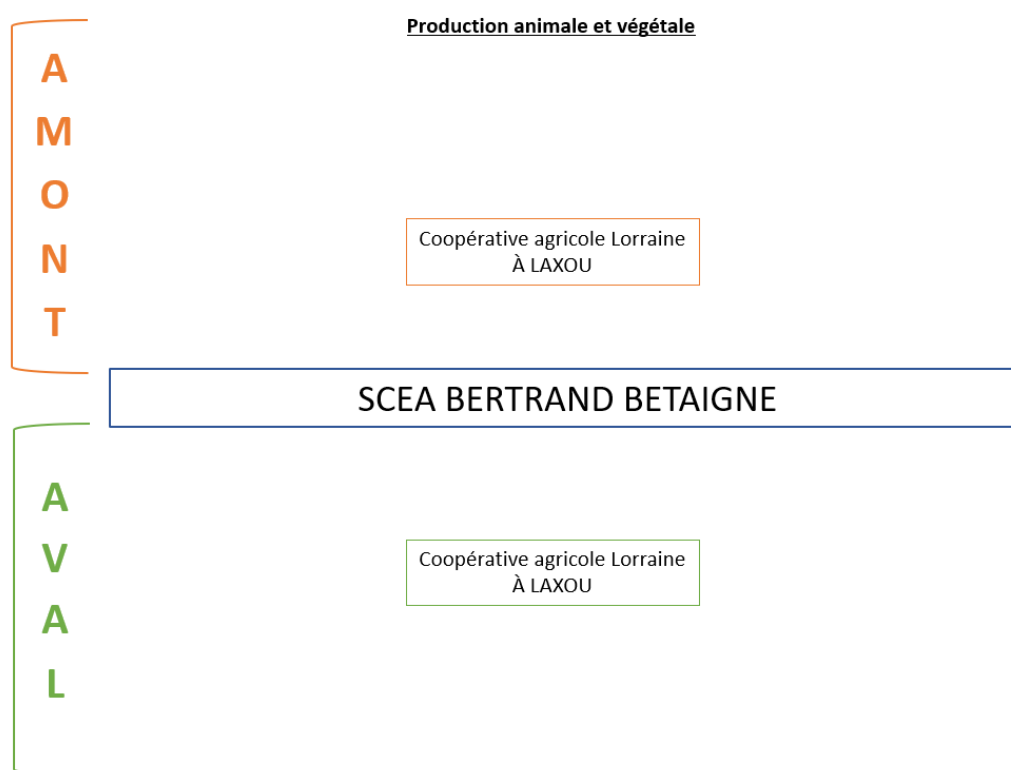 Production animale et végétale
A
M
O
N
T
Coopérative agricole Lorraine
À LAXOU
SCEA BERTRAND BETAIGNE
A
V
A
L
Coopérative agricole Lorraine
À LAXOU